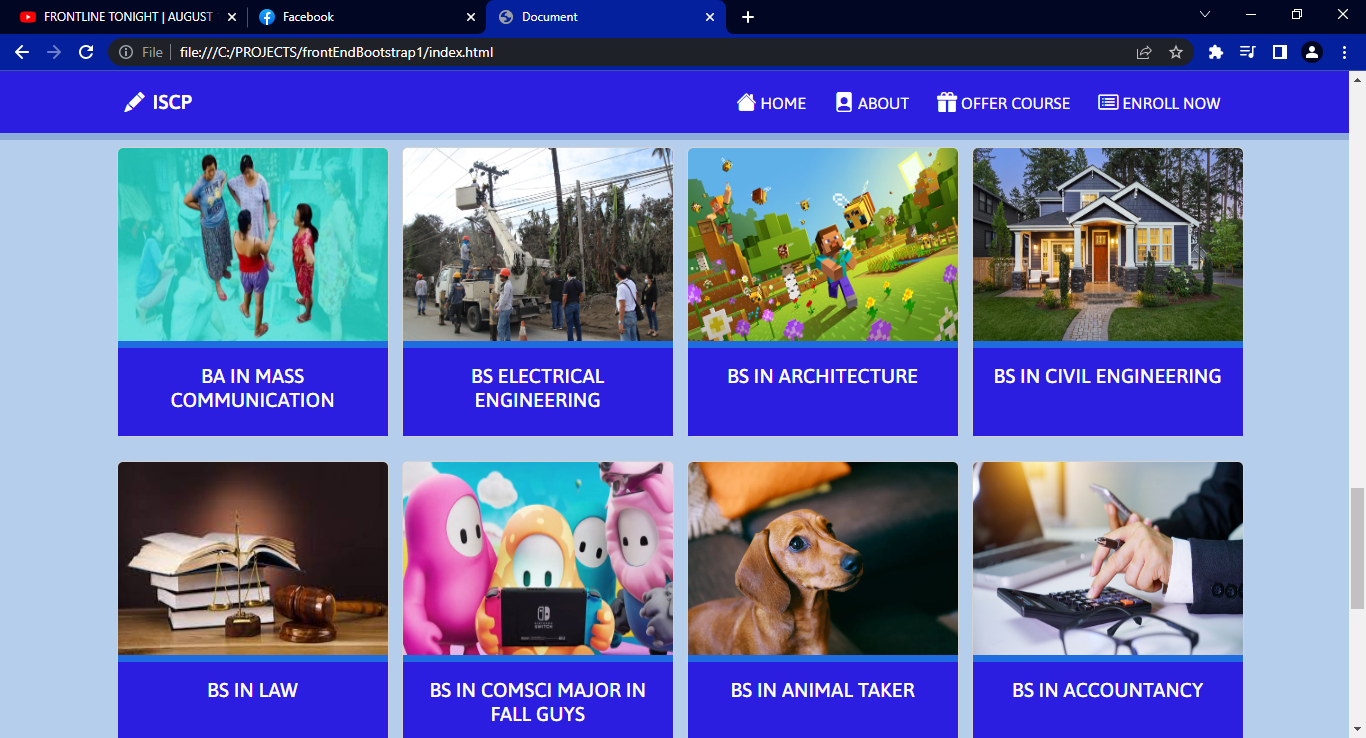 FRONTLINE TONIGHT | AUGUST
Facebook
Document
File
file:///C:/PROJECTS/frontEndBootstrap1/index.html
ISCP
HOME
ABOUT
OFFER COURSE
ENROLL NOW
BA IN MASS
COMMUNICATION
BS ELECTRICAL
ENGINEERING
BS IN ARCHITECTURE
BS IN CIVIL ENGINEERING
BS IN LAW
BS IN COMSCI MAJOR IN
FALL GUYS
BS IN ANIMAL TAKER
BS IN ACCOUNTANCY